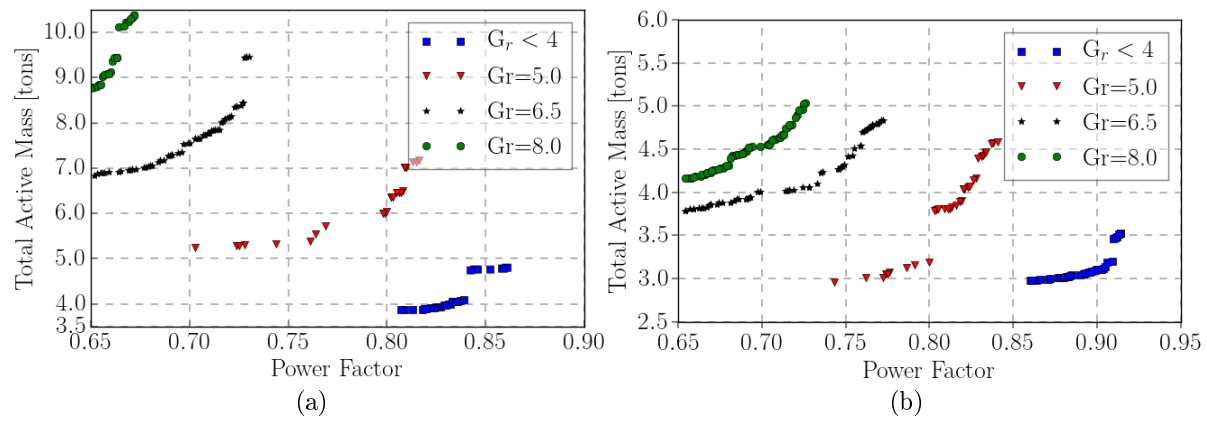 10.0
9.0
8.0
7.0
6.0
5.0
4.0
3.5
Total Active Mass [tons]
G_r < 4
Gr=5.0
Gr=6.5
Gr=8.0
0.65 0.70 0.75 0.80 0.85 0.90
Power Factor
(a)
6.0
5.5
5.0
4.5
4.0
3.5
3.0
2.5
Total Active Mass [tons]
G_r < 4
Gr=5.0
Gr=6.5
Gr=8.0
0.65 0.70 0.75 0.80 0.85 0.90 0.95
Power Factor
(b)